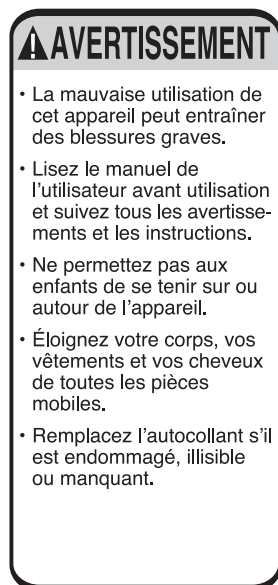 AVERTISSEMENT
• La mauvaise utilisation de
cet appareil peut entraîner
des blessures graves.
• Lisez le manuel de
l'utilisateur avant utilisation
et suivez tous les avertisse-
ments et les instructions.
• Ne permettez pas aux
enfants de se tenir sur ou
autour de l'appareil.
• Éloignez votre corps, vos
vêtements et vos cheveux
de toutes les pièces
mobiles.
• Remplacez l'autocollant s'il
est endommagé, illisible
ou manquant.